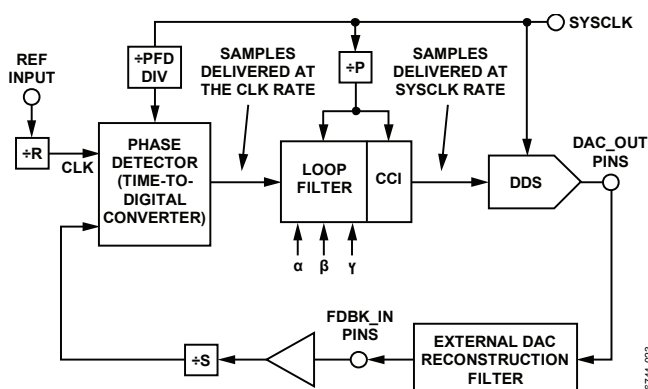 SYSCLK
÷PFD
DIV
÷P
REF
INPUT
SAMPLES
DELIVERED AT
THE CLK RATE
SAMPLES
DELIVERED AT
SYSCLK RATE
÷R
CLK
PHASE
DETECTOR
(TIME-TO-
DIGITAL
CONVERTER)
LOOP
FILTER
CCI
DDS
DAC_OUT
PINS
α
β
γ
÷S
FDBK_IN
PINS
EXTERNAL DAC
RECONSTRUCTION
FILTER